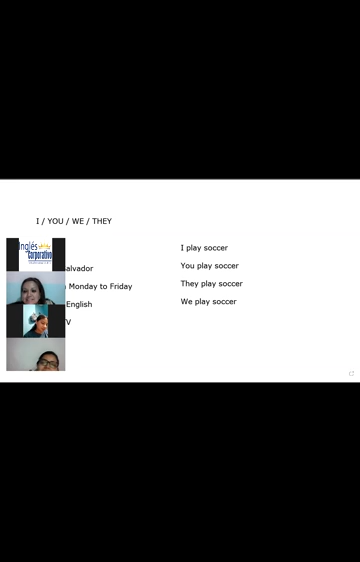 I / YOU / WE / THEY
Inglés
Corporativo
alvador
Monday to Friday
English
V
I play soccer
You play soccer
They play soccer
We play soccer